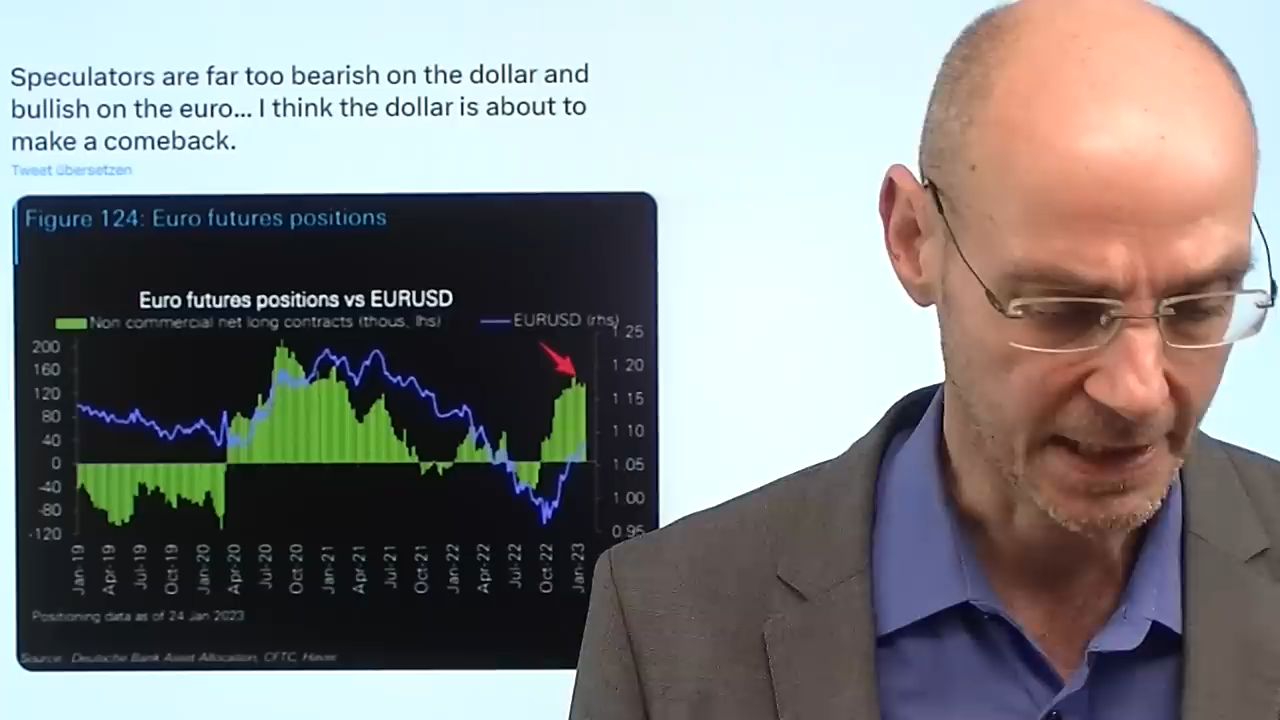 Speculators are far too bearish on the dollar and
bullish on the euro... I think the dollar is about to
make a comeback.
Tweet übersetzen
Figure 124: Euro futures positions
Euro futures positions vs EURUSD
Non commercial net long contracts (thous, lhs)
EURUSD (rhs)
200
160
120
80
40
0
-40
-80
-120
1 25
1 20
1 15
1 10
1 05
1 00
0 95
Jan-19
Apr-19
Jul-19
Oct-19
Jan-20
Apr-20
Jul-20
Oct-20
Jan-21
Apr-21
Jul-21
Oct-21
Jan-22
Apr-22
Jul-22
Oct-22
Jan-23
Positioning data as of 24 Jan 2023
Source: Deutsche Bank Asset Allocation, CFTC, Haver